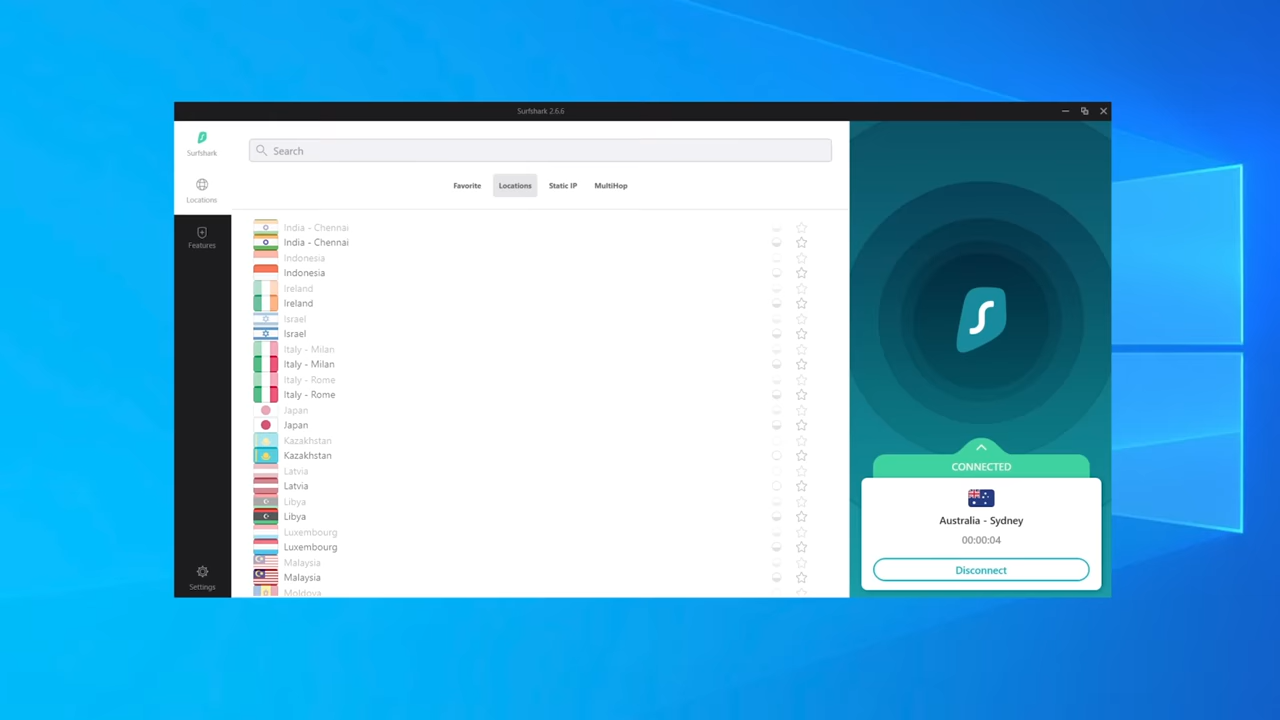 Surfshark 2.6.6
Surfshark
Locations
Features
Settings
Search
Favorite Locations Static IP MultiHop
India - Chennai
India - Chennai
Indonesia
Indonesia
Ireland
Ireland
Israel
Israel
Italy - Milan
Italy - Milan
Italy - Rome
Italy - Rome
Japan
Japan
Kazakhstan
Kazakhstan
Latvia
Latvia
Libya
Libya
Luxembourg
Luxembourg
Malaysia
Malaysia
Moldova
CONNECTED
Australia - Sydney
00:00:04
Disconnect